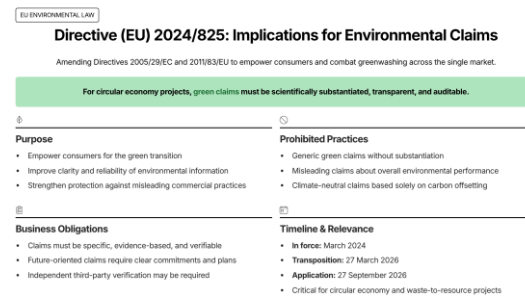 EU ENVIRONMENTAL LAW
Directive (EU) 2024/825: Implications for Environmental Claims
Amending Directives 2005/29/EC and 2011/83/EU to empower consumers and combat greenwashing across the single market.
For circular economy projects, green claims must be scientifically substantiated, transparent, and auditable.
Purpose
• Empower consumers for the green transition
• Improve clarity and reliability of environmental information
• Strengthen protection against misleading commercial practices
Prohibited Practices
• Generic green claims without substantiation
• Misleading claims about overall environmental performance
• Climate-neutral claims based solely on carbon offsetting
Business Obligations
• Claims must be specific, evidence-based, and verifiable
• Future-oriented claims require clear commitments and plans
• Independent third-party verification may be required
Timeline & Relevance
• In force: March 2024
• Transposition: 27 March 2026
• Application: 27 September 2026
• Critical for circular economy and waste-to-resource projects